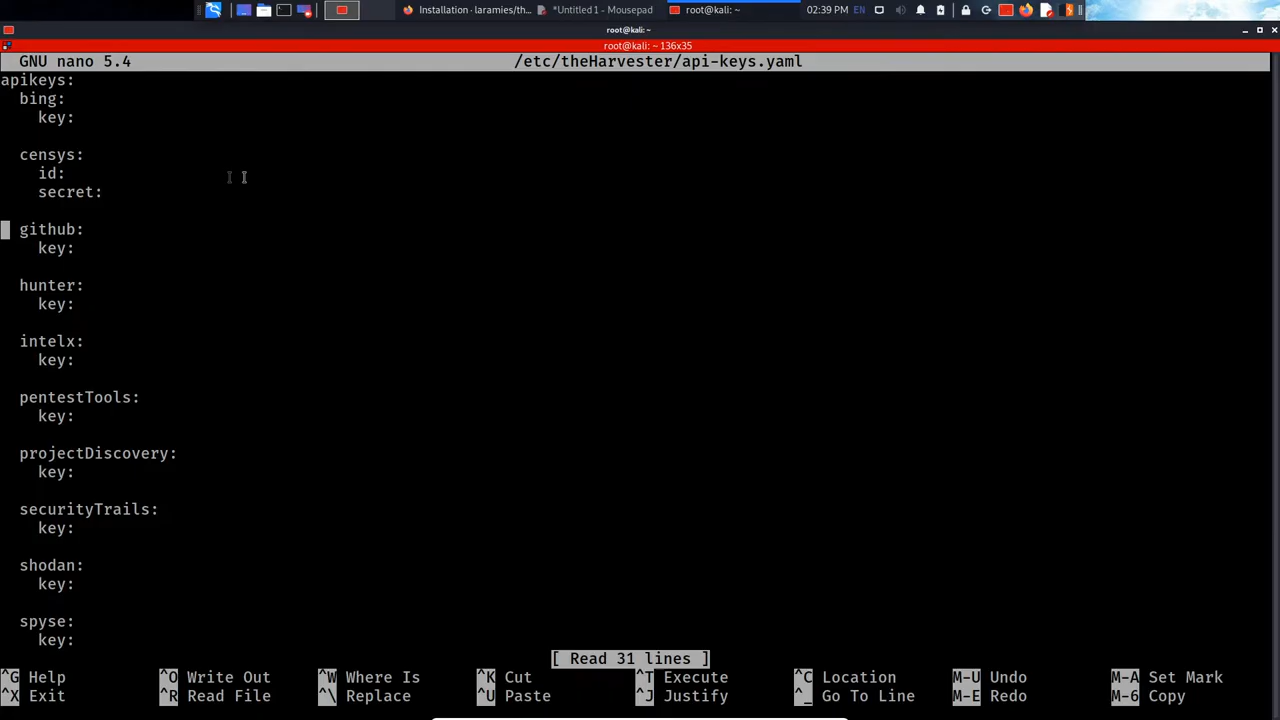 Installation · laramies/th...
*Untitled 1 - Mousepad
root@kali: ~
02:39 PM
EN
root@kali: ~
root@kali: ~ 136x35
GNU nano 5.4
/etc/theHarvester/api-keys.yaml
apikeys:
bing:
key:
censys:
id:
secret:
github:
key:
hunter:
key:
intelx:
key:
pentestTools:
key:
projectDiscovery:
key:
securityTrails:
key:
shodan:
key:
spyse:
key:
[ Read 31 lines ]
^G Help ^O Write Out ^W Where Is ^K Cut ^T Execute ^C Location M-U Undo M-A Set Mark
^X Exit ^R Read File ^\ Replace ^U Paste ^J Justify ^_ Go To Line M-E Redo M-6 Copy